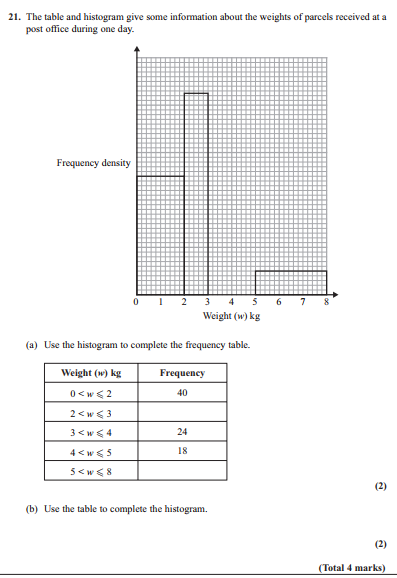 21. The table and histogram give some information about the weights of parcels received at a
post office during one day.
Frequency density
0 1 2 3 4 5 6 7 8
Weight (w) kg
(a) Use the histogram to complete the frequency table.
Weight (w) kg Frequency
0 < w ⩽ 2 40
2 < w ⩽ 3
3 < w ⩽ 4 24
4 < w ⩽ 5 18
5 < w ⩽ 8
(2)
(b) Use the table to complete the histogram.
(2)
(Total 4 marks)